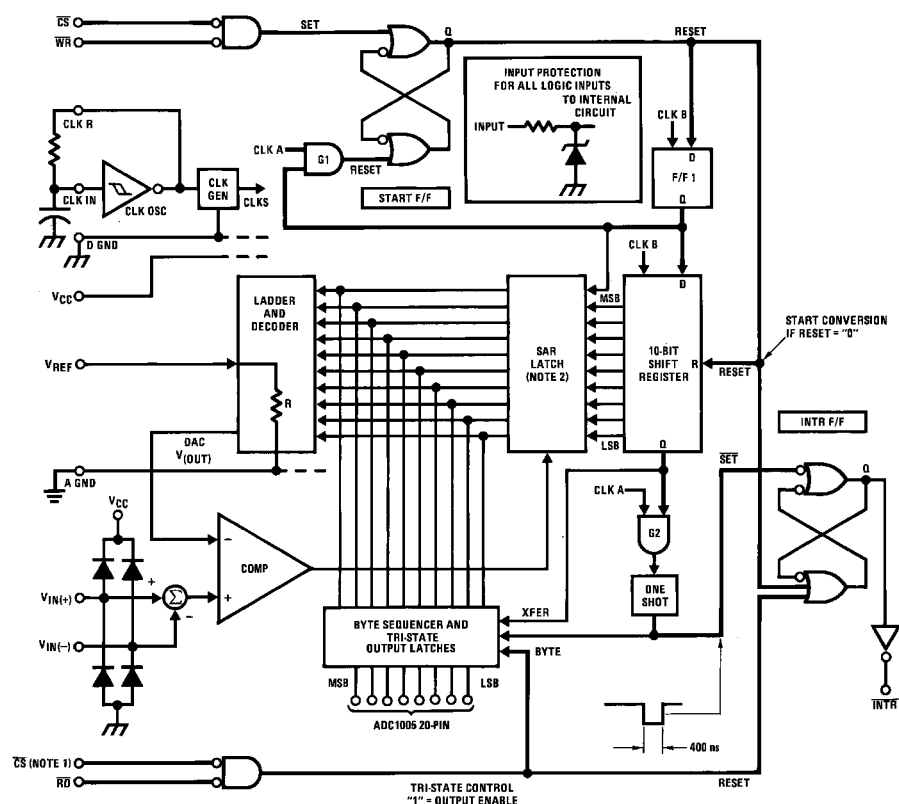 CS
WR
SET
Q
RESET
INPUT PROTECTION
FOR ALL LOGIC INPUTS
TO INTERNAL
CIRCUIT
INPUT
CLK R
CLK IN
CLK OSC
CLK
GEN
CLKS
D GND
CLK A
G1
RESET
START F/F
CLK B
D
F/F 1
Q
VCC
CLK B
D
LADDER
AND
DECODER
MSB
SAR
LATCH
(NOTE 2)
10-BIT
SHIFT
REGISTER
R
RESET
START CONVERSION
IF RESET = "0"
VREF
R
DAC
V(OUT)
LSB
Q
INTR F/F
A GND
SET
Q
CLK A
G2
VCC
COMP
−
+
ONE
SHOT
VIN(+)
+
Σ
−
VIN(−)
XFER
BYTE SEQUENCER AND
TRI-STATE
OUTPUT LATCHES
BYTE
MSB
LSB
ADC1005 20-PIN
INTR
400 ns
CS (NOTE 1)
RD
TRI-STATE CONTROL
"1" = OUTPUT ENABLE
RESET